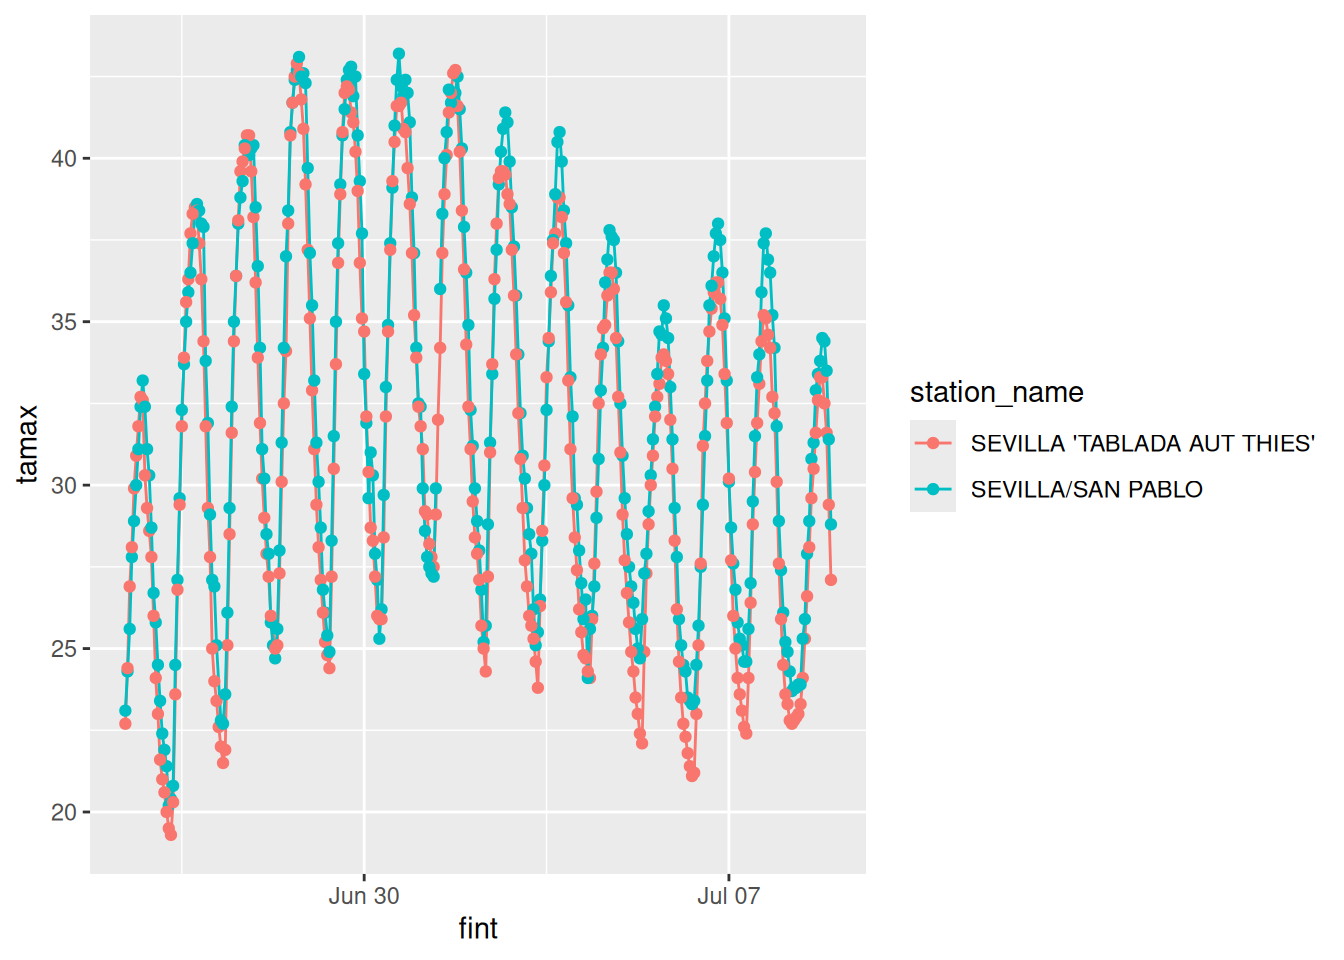 tamax
40
35
30
25
20
Jun 30
Jul 07
fint
station_name
SEVILLA 'TABLADA AUT THIES'
SEVILLA/SAN PABLO